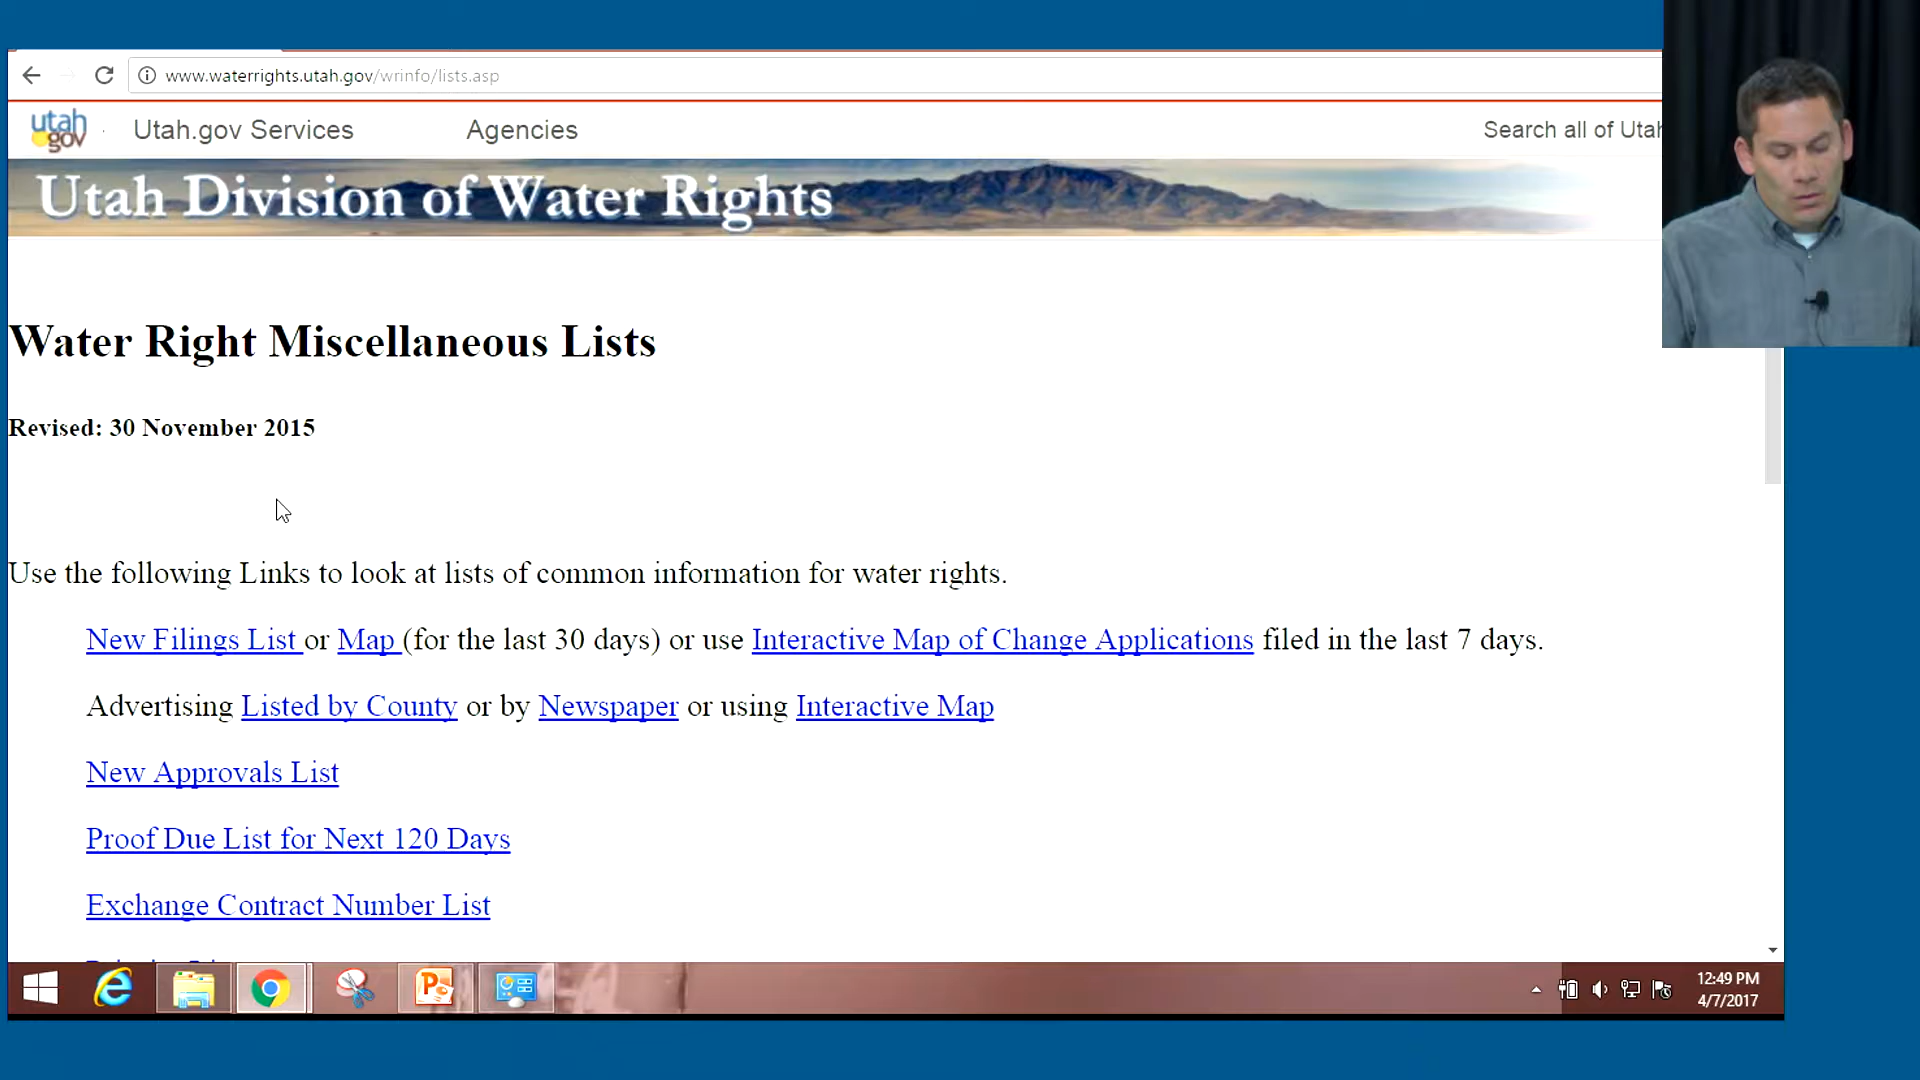 www.waterrights.utah.gov/wrinfo/lists.asp
utah gov
Utah.gov Services Agencies Search all of
Utah Division of Water Rights
Water Right Miscellaneous Lists
Revised: 30 November 2015
Use the following Links to look at lists of common information for water rights.
New Filings List or Map (for the last 30 days) or use Interactive Map of Change Applications filed in the last 7 days.
Advertising Listed by County or by Newspaper or using Interactive Map
New Approvals List
Proof Due List for Next 120 Days
Exchange Contract Number List
12:49 PM
4/7/2017